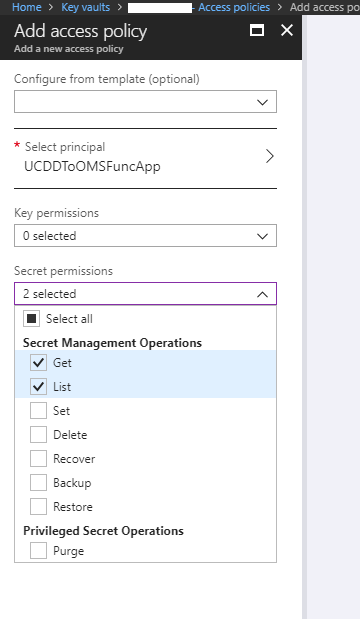 Home > Key vaults > - Access policies > Add access po
Add access policy
Add a new access policy
Configure from template (optional)
* Select principal
UCDDToOMSFuncApp
Key permissions
0 selected
Secret permissions
2 selected
Select all
Secret Management Operations
Get
List
Set
Delete
Recover
Backup
Restore
Privileged Secret Operations
Purge